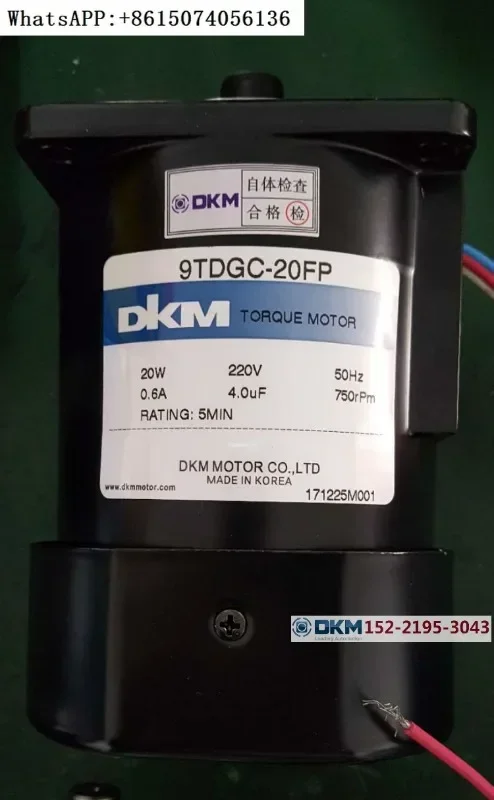 WhatsAPP:+8615074056136
DKM 自体检查
合格 检
9TDGC-20FP
DKM TORQUE MOTOR
20W 220V 50Hz
0.6A 4.0uF 750rPm
RATING: 5MIN
DKM MOTOR CO.,LTD
MADE IN KOREA
www.dkmmotor.com 171225M001
DKM 152-2195-3043
Leading Automation